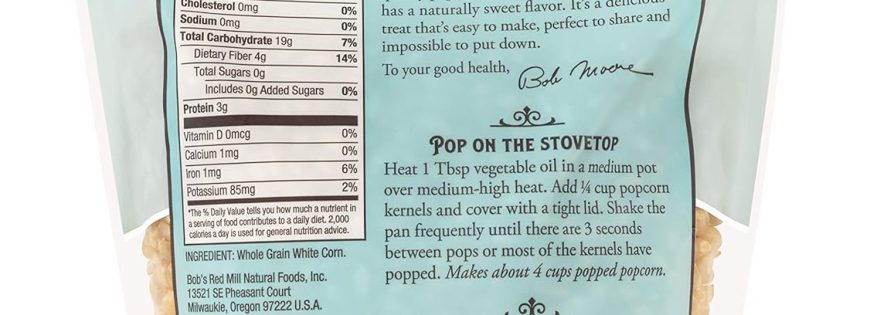 Cholesterol 0mg 0%
Sodium 0mg 0%
Total Carbohydrate 19g 7%
Dietary Fiber 4g 14%
Total Sugars 0g
Includes 0g Added Sugars 0%
Protein 3g
Vitamin D 0mcg 0%
Calcium 1mg 0%
Iron 1mg 6%
Potassium 85mg 2%
*The % Daily Value tells you how much a nutrient in
a serving of food contributes to a daily diet. 2,000
calories a day is used for general nutrition advice.
INGREDIENT: Whole Grain White Corn.
Bob's Red Mill Natural Foods, Inc.
13521 SE Pheasant Court
Milwaukie, Oregon 97222 U.S.A.
has a naturally sweet flavor. It's a delicious
treat that's easy to make, perfect to share and
impossible to put down.
To your good health, Bob Moore
POP ON THE STOVETOP
Heat 1 Tbsp vegetable oil in a medium pot
over medium-high heat. Add ¼ cup popcorn
kernels and cover with a tight lid. Shake the
pan frequently until there are 3 seconds
between pops or most of the kernels have
popped. Makes about 4 cups popped popcorn.